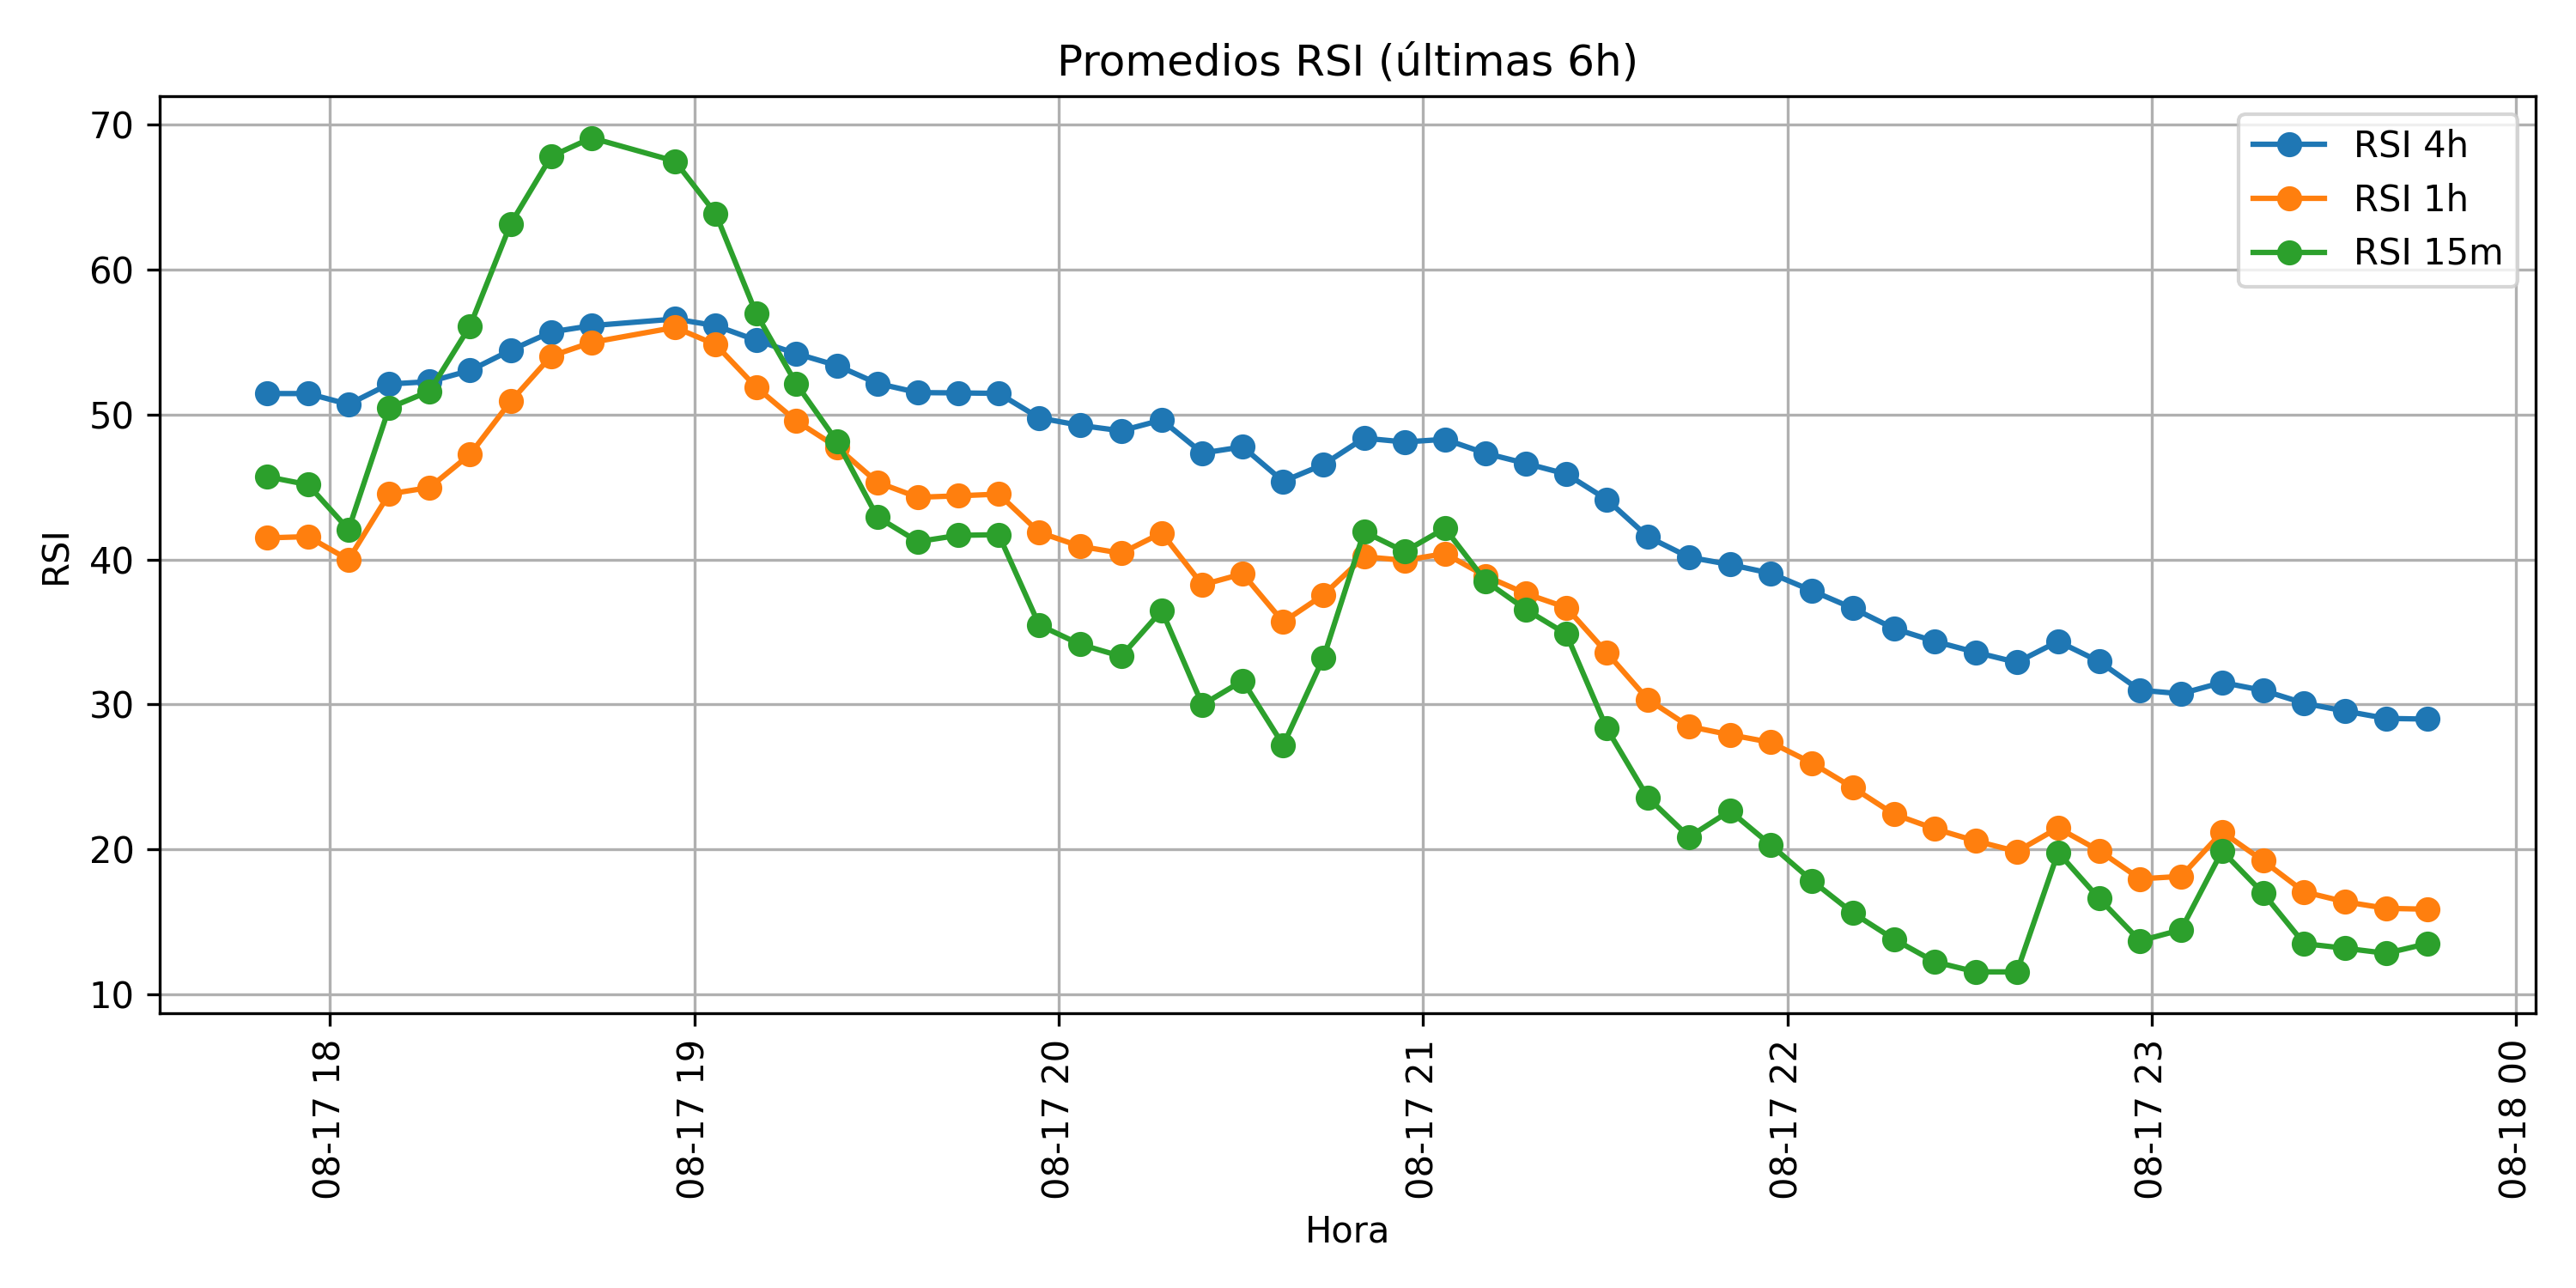 Promedios RSI (últimas 6h)
RSI 4h
RSI 1h
RSI 15m
RSI
70
60
50
40
30
20
10
08-17 18
08-17 19
08-17 20
08-17 21
08-17 22
08-17 23
08-18 00
Hora